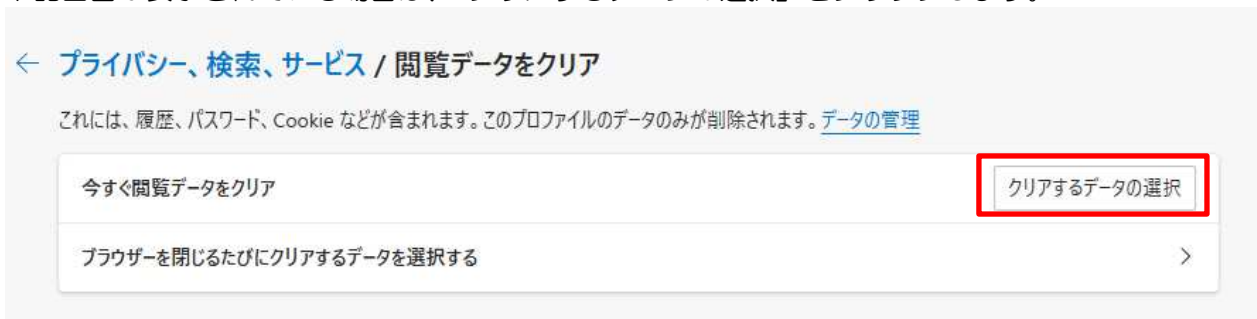 ← プライバシー、検索、サービス / 閲覧データをクリア
これには、履歴、パスワード、Cookie などが含まれます。このプロファイルのデータのみが削除されます。データの管理
今すぐ閲覧データをクリア
クリアするデータの選択
ブラウザーを閉じるたびにクリアするデータを選択する